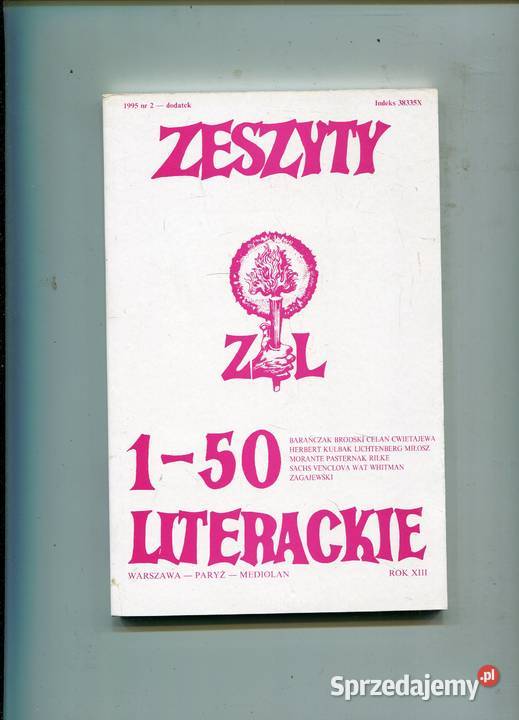 1995 nr 2 — dodatek
Indeks 38335X
ZESZYTY
ZL
1-50
BARAŃCZAK BRODSKI CELAN CWIETAJEWA
HERBERT KULBAK LICHTENBERG MIŁOSZ
MORANTE PASTERNAK RILKE
SACHS VENCLOVA WAT WHITMAN
ZAGAJEWSKI
LITERACKIE
WARSZAWA — PARYŻ — MEDIOLAN
ROK XIII
Sprzedajemy.pl